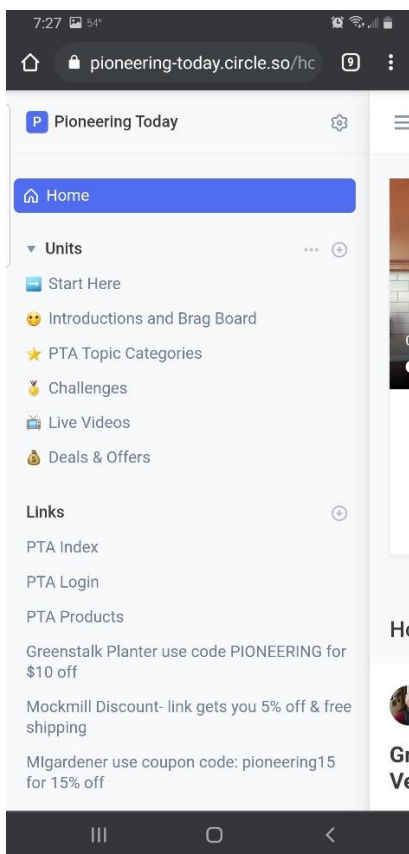 7:27 54°
pioneering-today.circle.so/hc 9
P Pioneering Today
Home
Units
Start Here
Introductions and Brag Board
PTA Topic Categories
Challenges
Live Videos
Deals & Offers
Links
PTA Index
PTA Login
PTA Products
Greenstalk Planter use code PIONEERING for
$10 off
Mockmill Discount- link gets you 5% off & free
shipping
MIgardener use coupon code: pioneering15
for 15% off
Ho
Gr
Ve